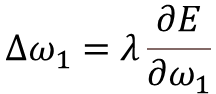 Δω₁ = λ ∂E/∂ω₁